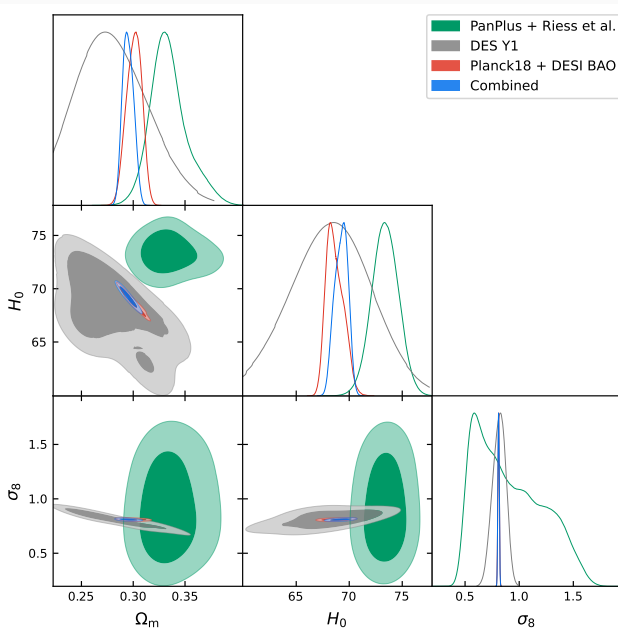 PanPlus + Riess et al.
DES Y1
Planck18 + DESI BAO
Combined
75
70
65
H₀
1.5
1.0
0.5
σ₈
0.25 0.30 0.35
65 70 75
0.5 1.0 1.5
Ωₘ H₀ σ₈